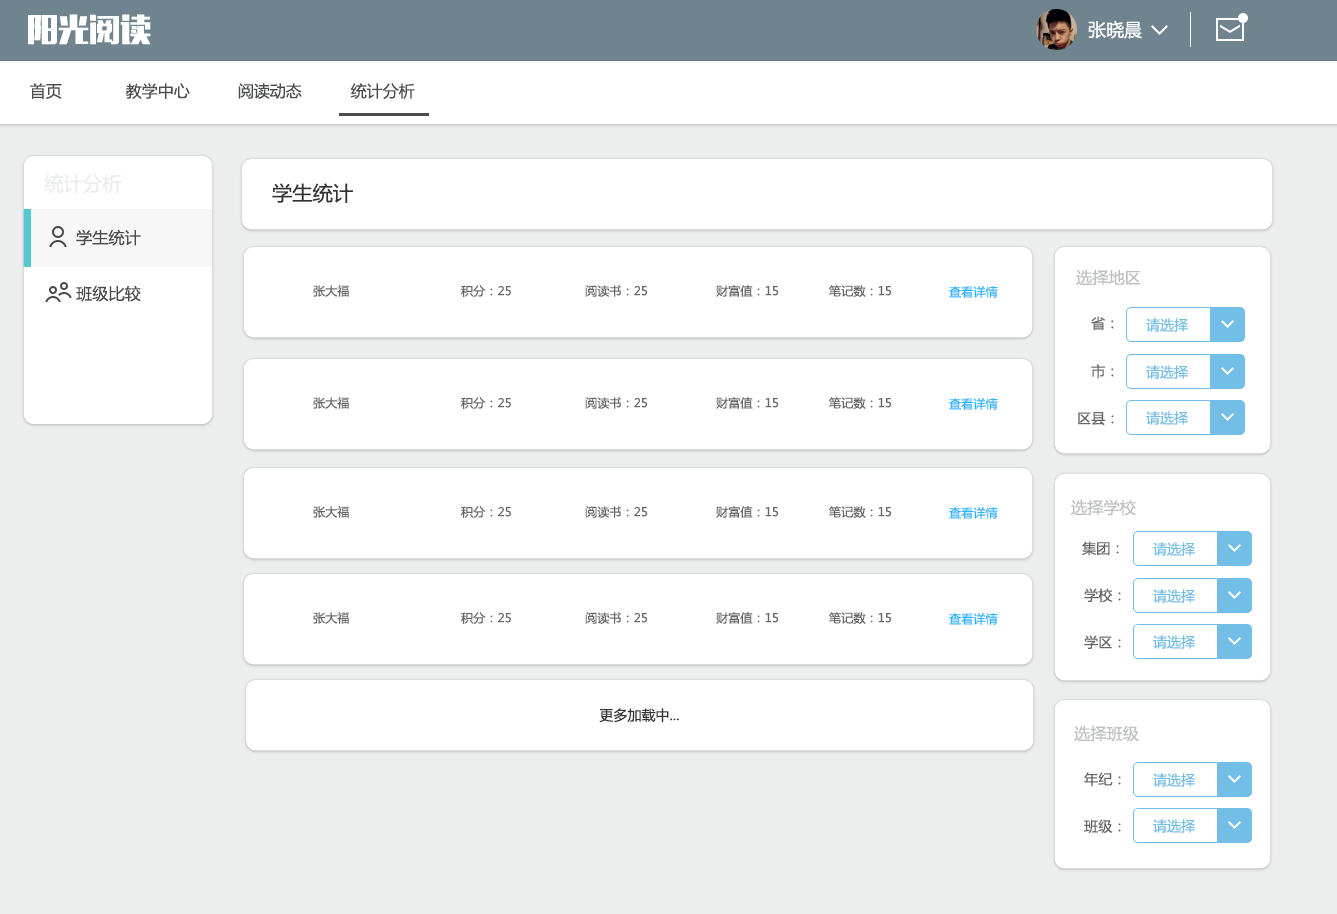 阳光阅读
张晓晨
首页 教学中心 阅读动态 统计分析
统计分析
学生统计
班级比较
学生统计
张大福 积分：25 阅读书：25 财富值：15 笔记数：15 查看详情
张大福 积分：25 阅读书：25 财富值：15 笔记数：15 查看详情
张大福 积分：25 阅读书：25 财富值：15 笔记数：15 查看详情
张大福 积分：25 阅读书：25 财富值：15 笔记数：15 查看详情
更多加载中...
选择地区
省： 请选择
市： 请选择
区县： 请选择
选择学校
集团： 请选择
学校： 请选择
学区： 请选择
选择班级
年纪： 请选择
班级： 请选择